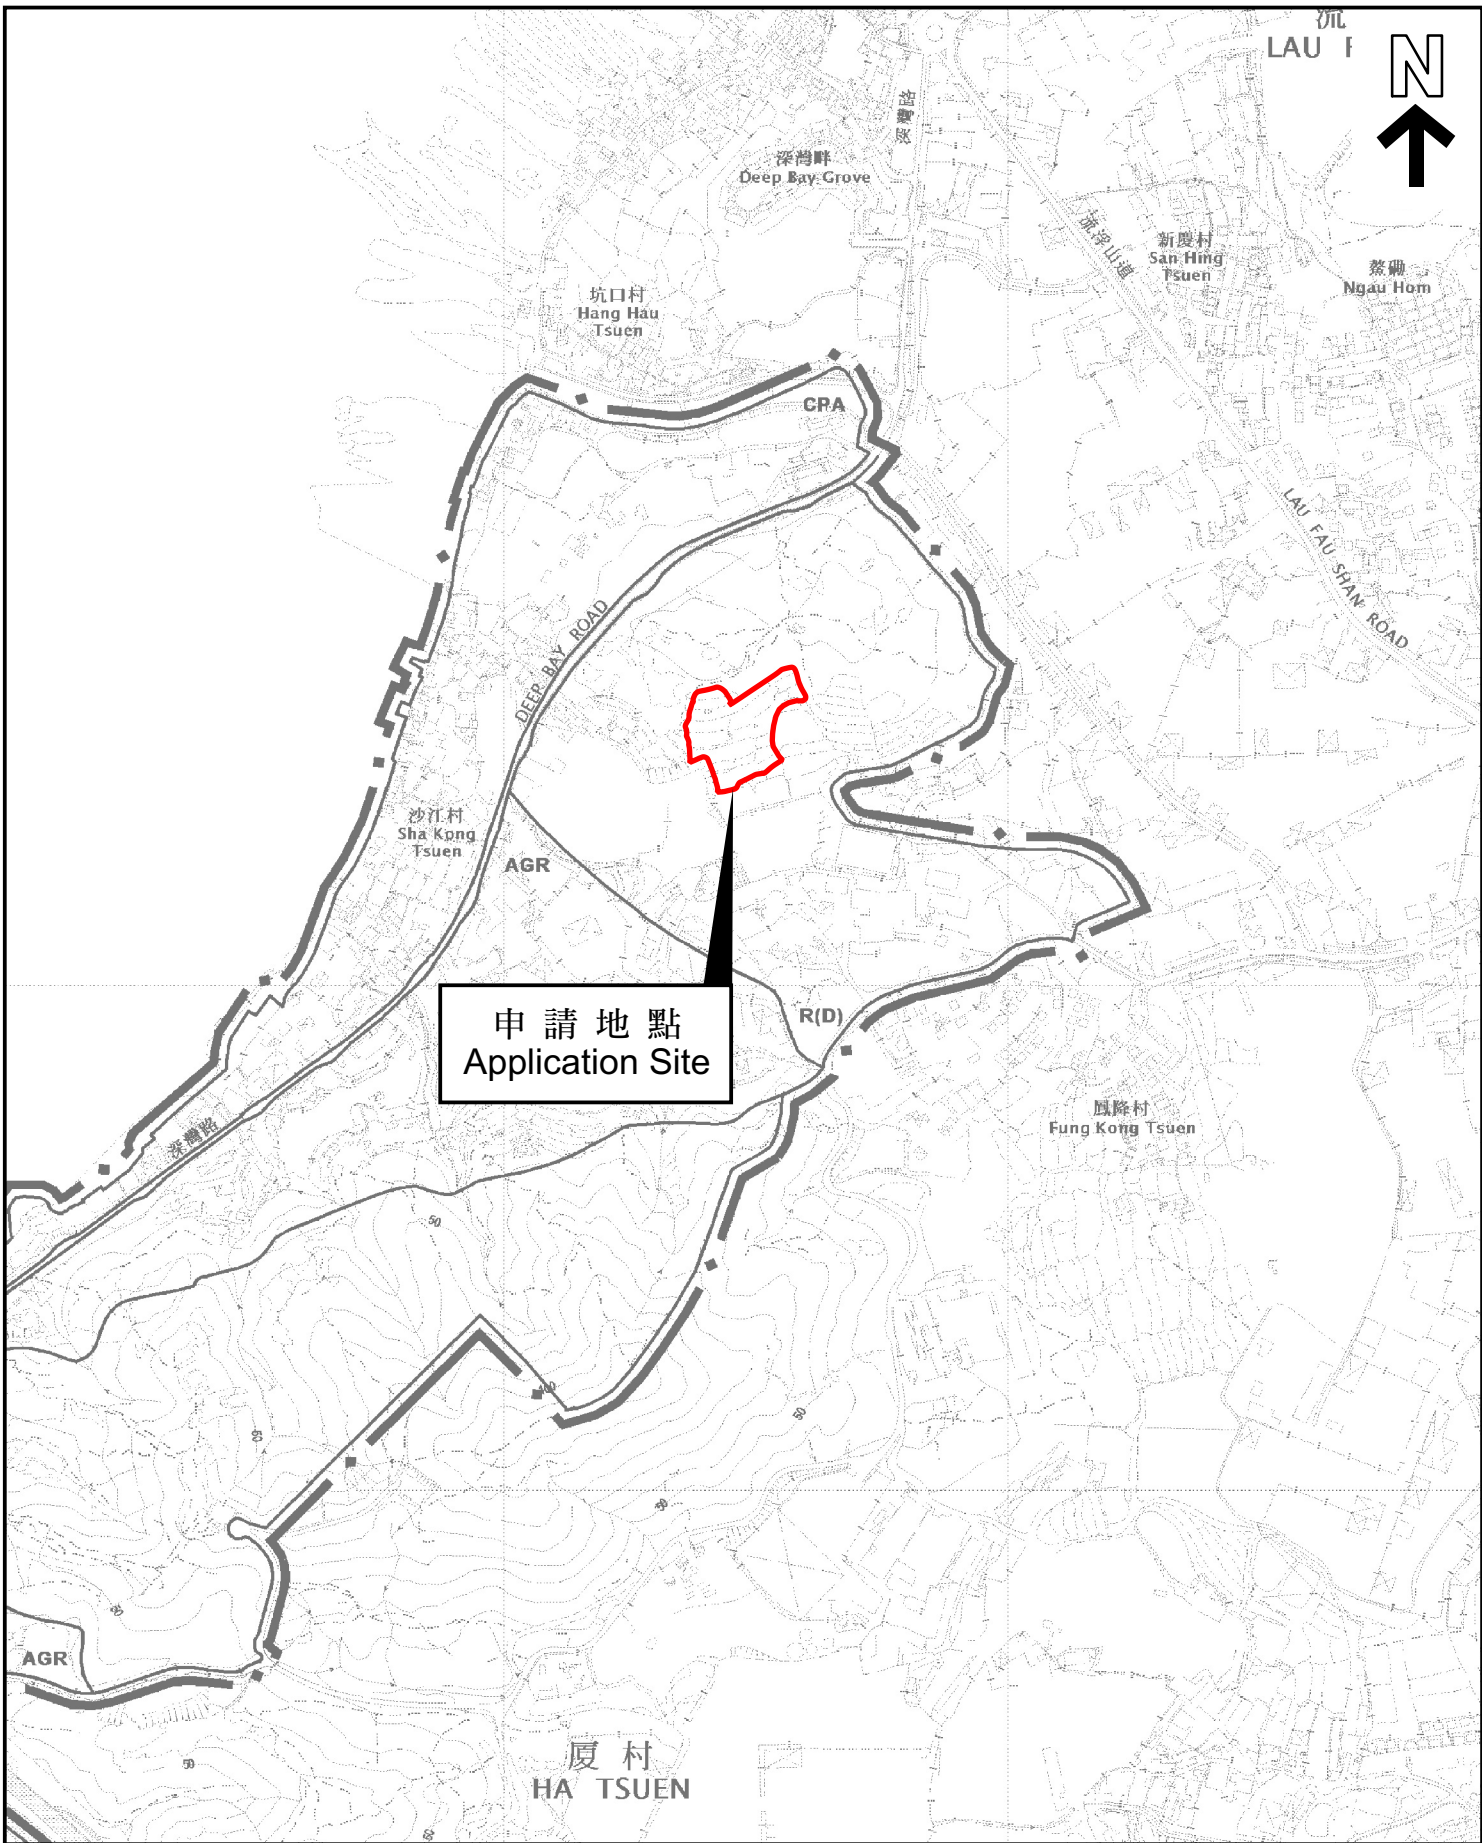 流
LAU F
N
深灣路
深灣畔
Deep Bay Grove
流浮山道
新慶村
San Hing
Tsuen
鰲磡
Ngau Hom
坑口村
Hang Hau
Tsuen
CPA
LAU FAU SHAN ROAD
DEEP BAY ROAD
沙江村
Sha Kong
Tsuen
AGR
申請地點
Application Site
R(D)
鳳降村
Fung Kong Tsuen
深灣路
50
100
50
50
50
AGR
50
厦村
HA TSUEN